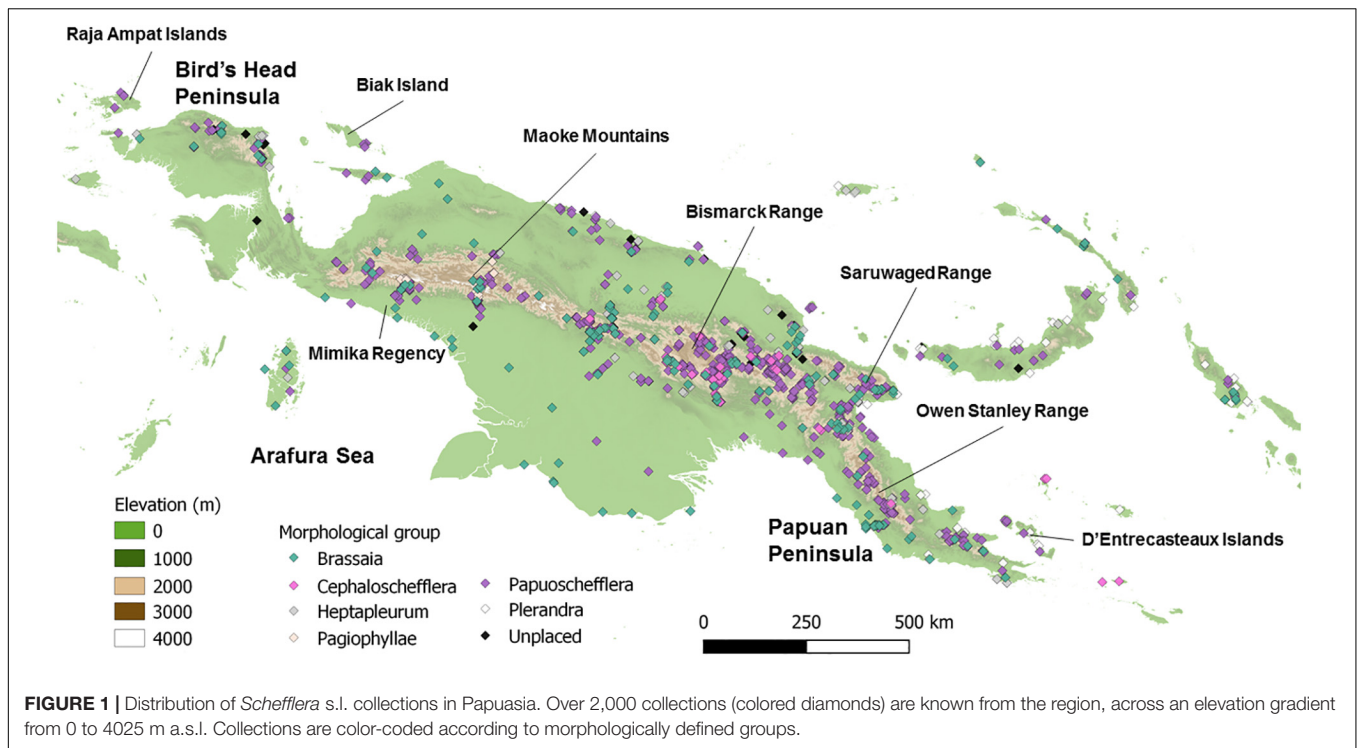 Raja Ampat Islands
Bird's Head
Peninsula
Biak Island
Maoke Mountains
Bismarck Range
Saruwaged Range
Mimika Regency
Owen Stanley Range
Arafura Sea
Papuan
Peninsula
D'Entrecasteaux Islands
Elevation (m)
0
1000
2000
3000
4000
Morphological group
Brassaia
Cephaloschefflera
Heptapleurum
Pagiophyllae
Papuoschefflera
Plerandra
Unplaced
0 250 500 km
FIGURE 1 | Distribution of Schefflera s.l. collections in Papuasia. Over 2,000 collections (colored diamonds) are known from the region, across an elevation gradient
from 0 to 4025 m a.s.l. Collections are color-coded according to morphologically defined groups.